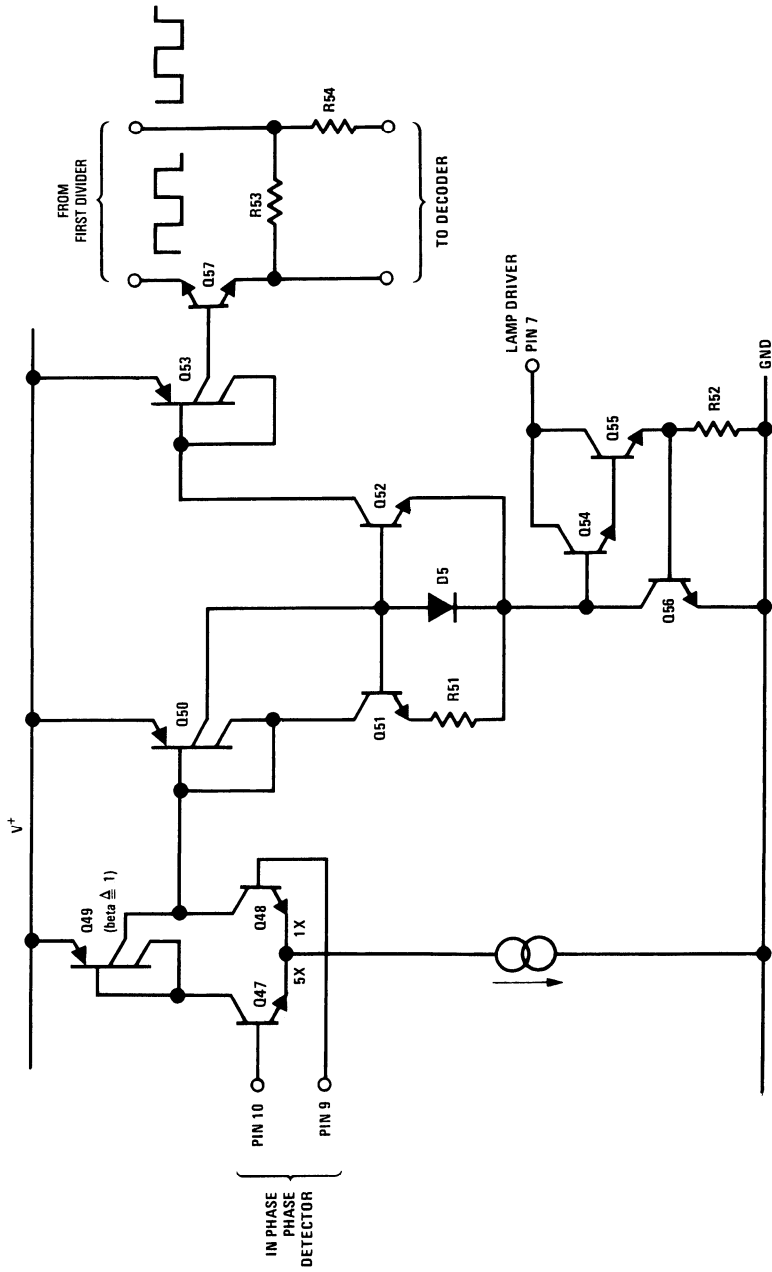 V+
Q49
(beta ≜ 1)
Q50
Q53
Q57
FROM
FIRST DIVIDER
R53
R54
TO DECODER
Q47
5X
Q48
1X
PIN 10
PIN 9
IN PHASE
PHASE
DETECTOR
Q51
R51
D5
Q52
LAMP DRIVER
PIN 7
Q54
Q55
Q56
R52
GND